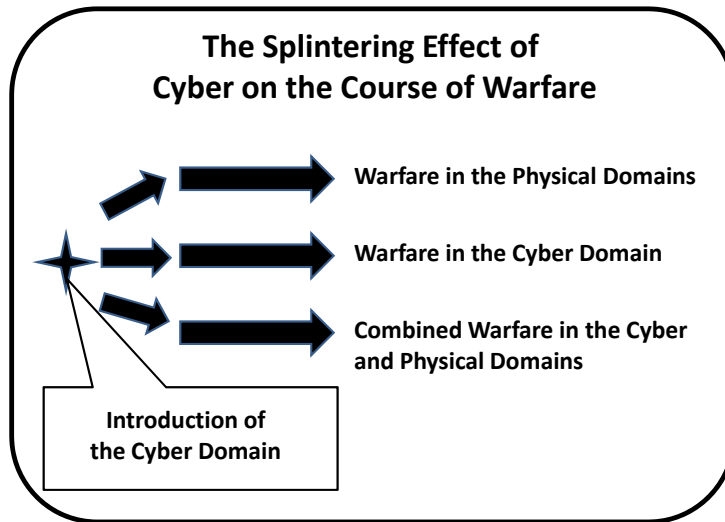 The Splintering Effect of
Cyber on the Course of Warfare
Warfare in the Physical Domains
Warfare in the Cyber Domain
Combined Warfare in the Cyber
and Physical Domains
Introduction of
the Cyber Domain